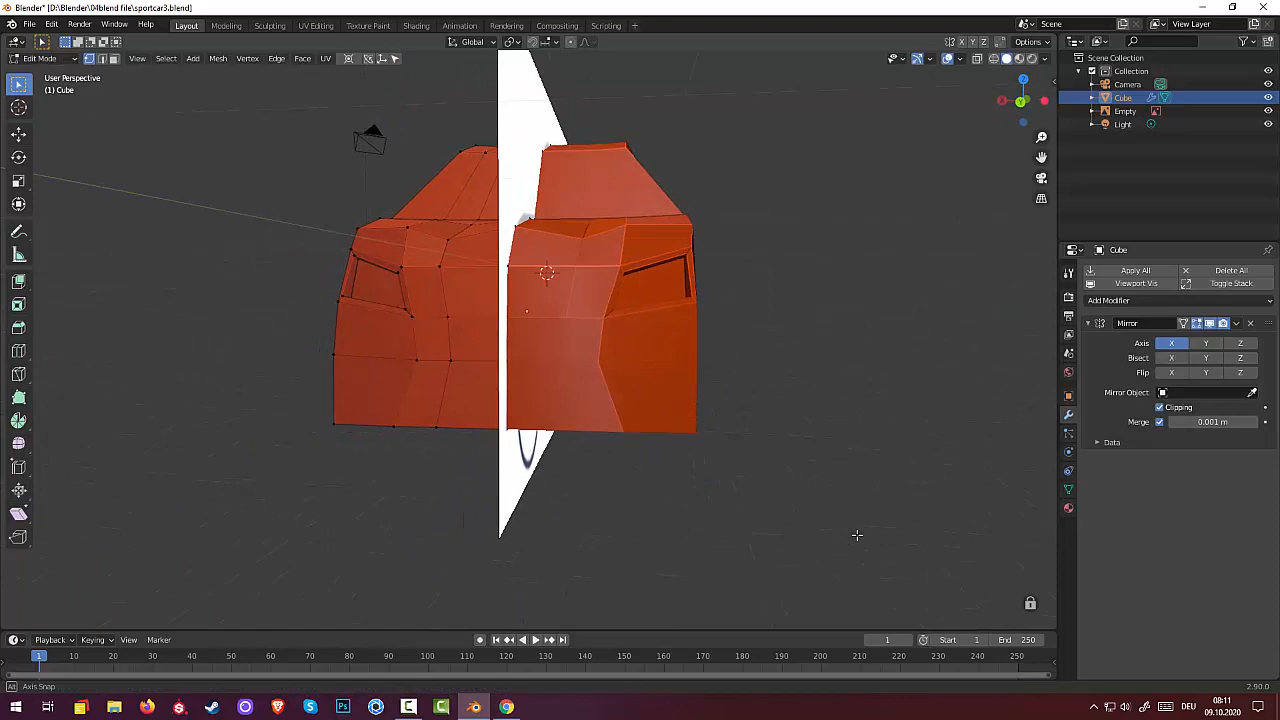 Blender* [D:\Blender\04blend file\sportcar3.blend]
File Edit Render Window Help Layout Modeling Sculpting UV Editing Texture Paint Shading Animation Rendering Compositing Scripting Scene View Layer
Global X Y Z Options
Edit Mode View Select Add Mesh Vertex Edge Face UV
User Perspective
(1) Cube
Scene Collection
Collection
Camera
Cube
Empty
Light
Z
Y
Cube
Apply All Delete All
Viewport Vis Toggle Stack
Add Modifier
Mirror
Axis X Y Z
Bisect X Y Z
Flip X Y Z
Mirror Object
Clipping
Merge 0.001 m
Data
Playback Keying View Marker 1 Start 1 End 250
1 10 20 30 40 50 60 70 80 90 100 110 120 130 140 150 160 170 180 190 200 210 220 230 240 250
Axis Snap 2.90.0
Ps DEU 08:11
09.10.2020